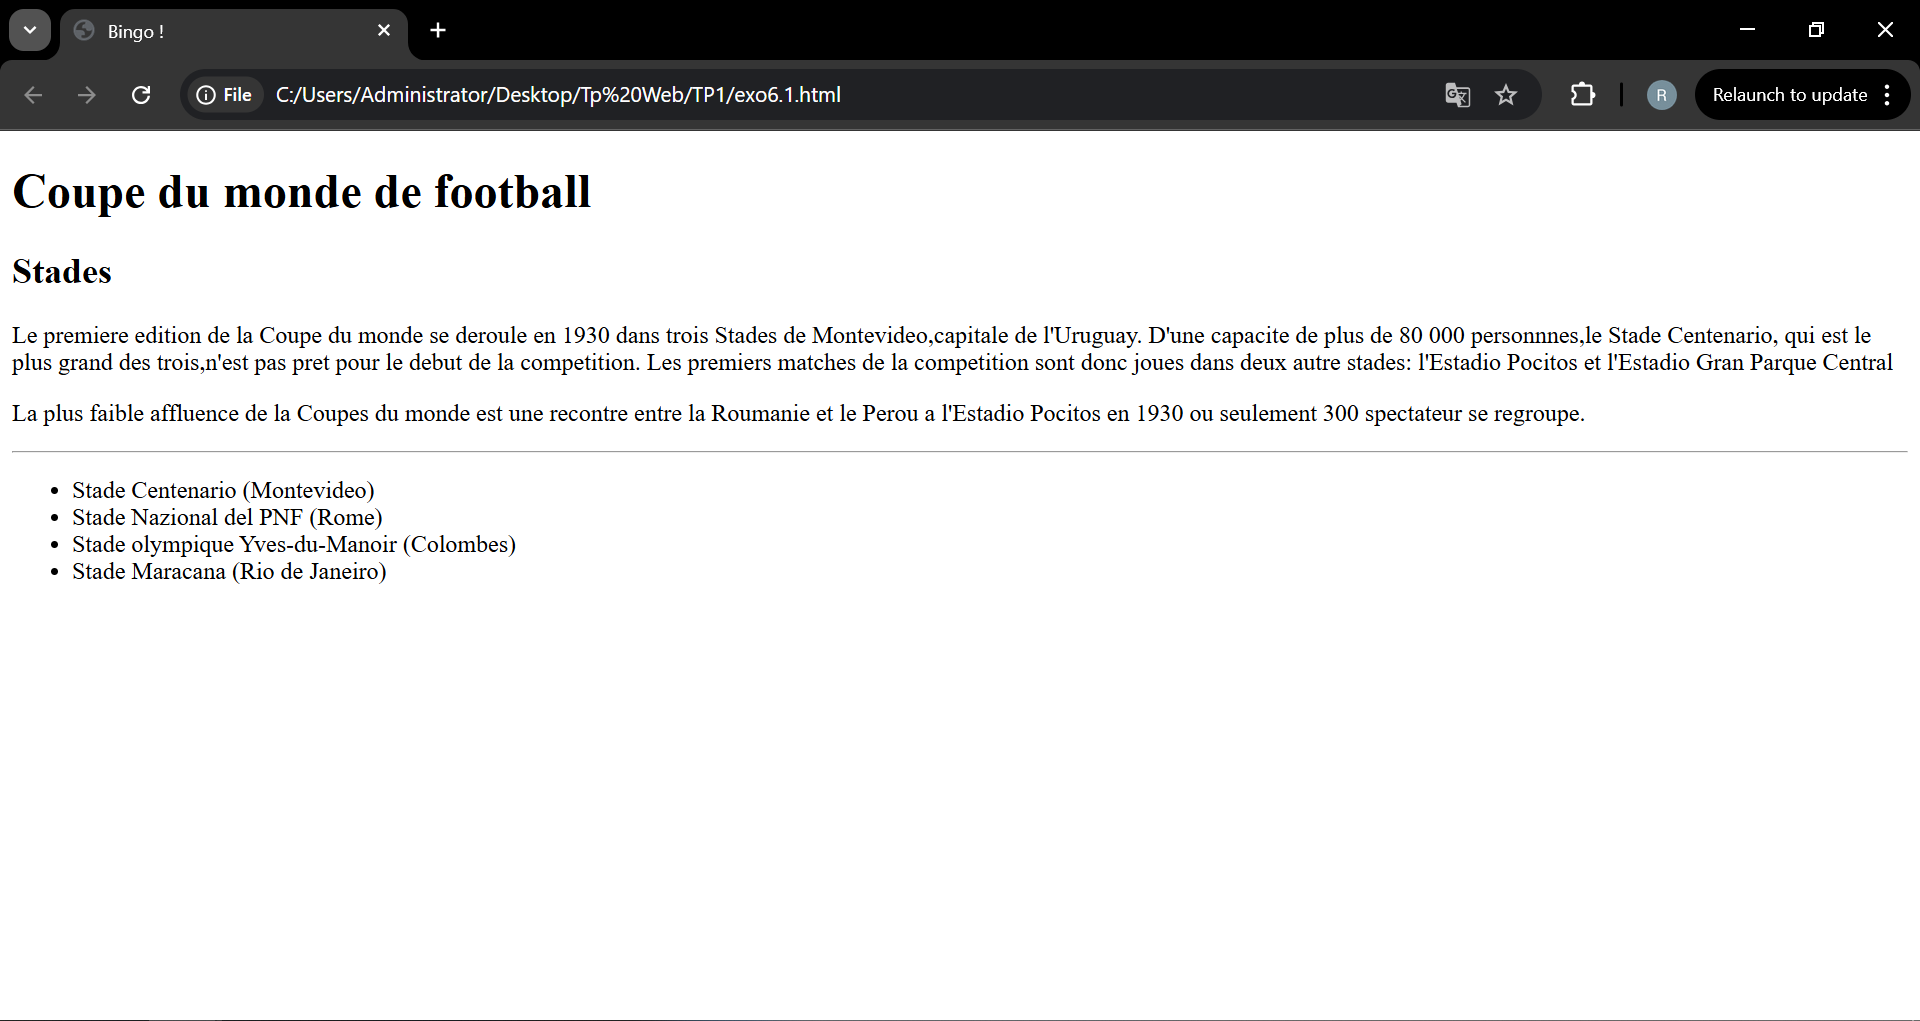 Bingo !
File
C:/Users/Administrator/Desktop/Tp%20Web/TP1/exo6.1.html
R
Relaunch to update
Coupe du monde de football
Stades
Le premiere edition de la Coupe du monde se deroule en 1930 dans trois Stades de Montevideo,capitale de l'Uruguay. D'une capacite de plus de 80 000 personnnes,le Stade Centenario, qui est le
plus grand des trois,n'est pas pret pour le debut de la competition. Les premiers matches de la competition sont donc joues dans deux autre stades: l'Estadio Pocitos et l'Estadio Gran Parque Central
La plus faible affluence de la Coupes du monde est une recontre entre la Roumanie et le Perou a l'Estadio Pocitos en 1930 ou seulement 300 spectateur se regroupe.
• Stade Centenario (Montevideo)
• Stade Nazional del PNF (Rome)
• Stade olympique Yves-du-Manoir (Colombes)
• Stade Maracana (Rio de Janeiro)